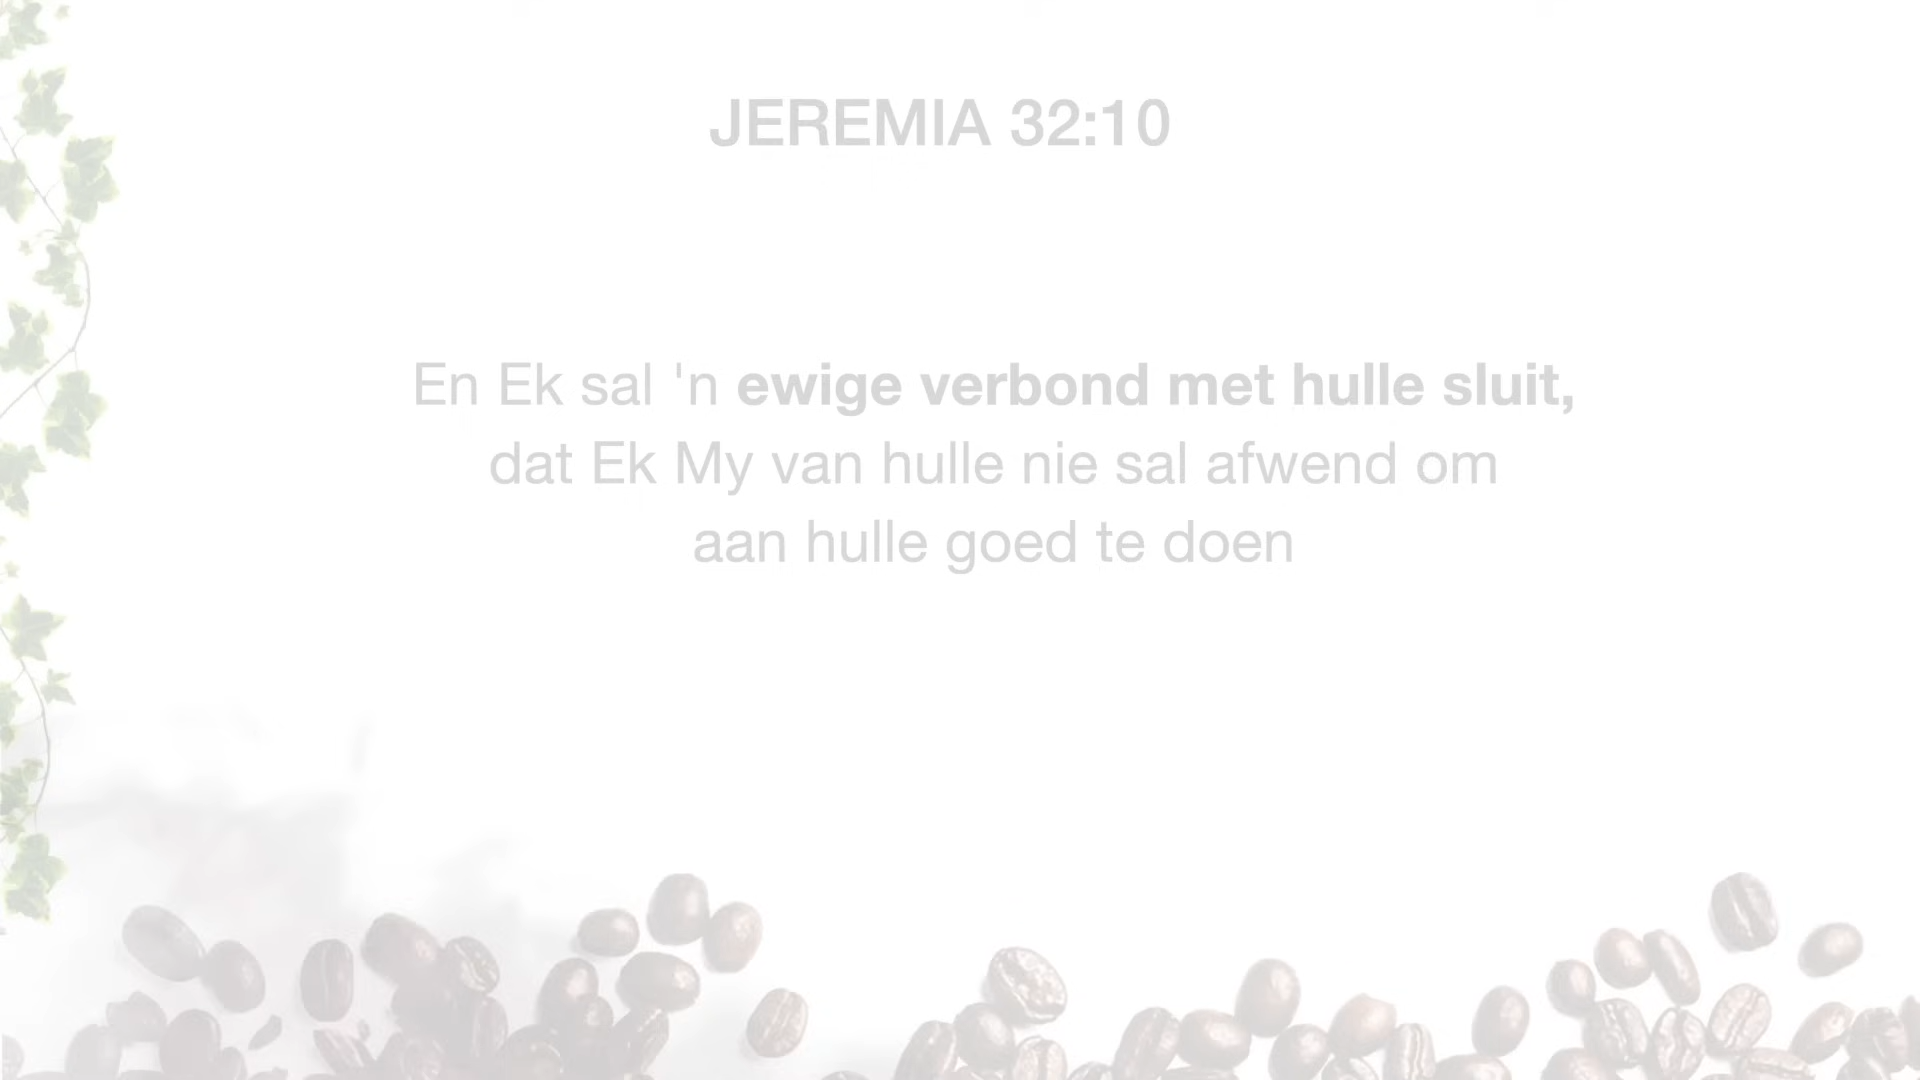 JEREMIA 32:10
En Ek sal 'n ewige verbond met hulle sluit,
dat Ek My van hulle nie sal afwend om
aan hulle goed te doen